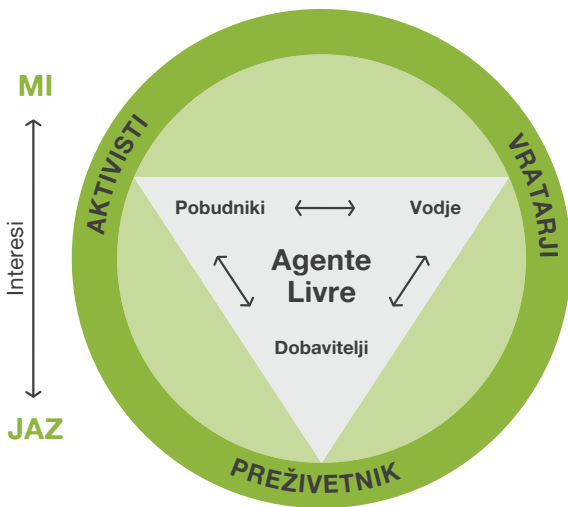 MI
AKTIVISTI
VRATARJI
Pobudniki
Vodje
Interesi
Agente
Livre
Dobavitelji
JAZ
PREŽIVETNIK